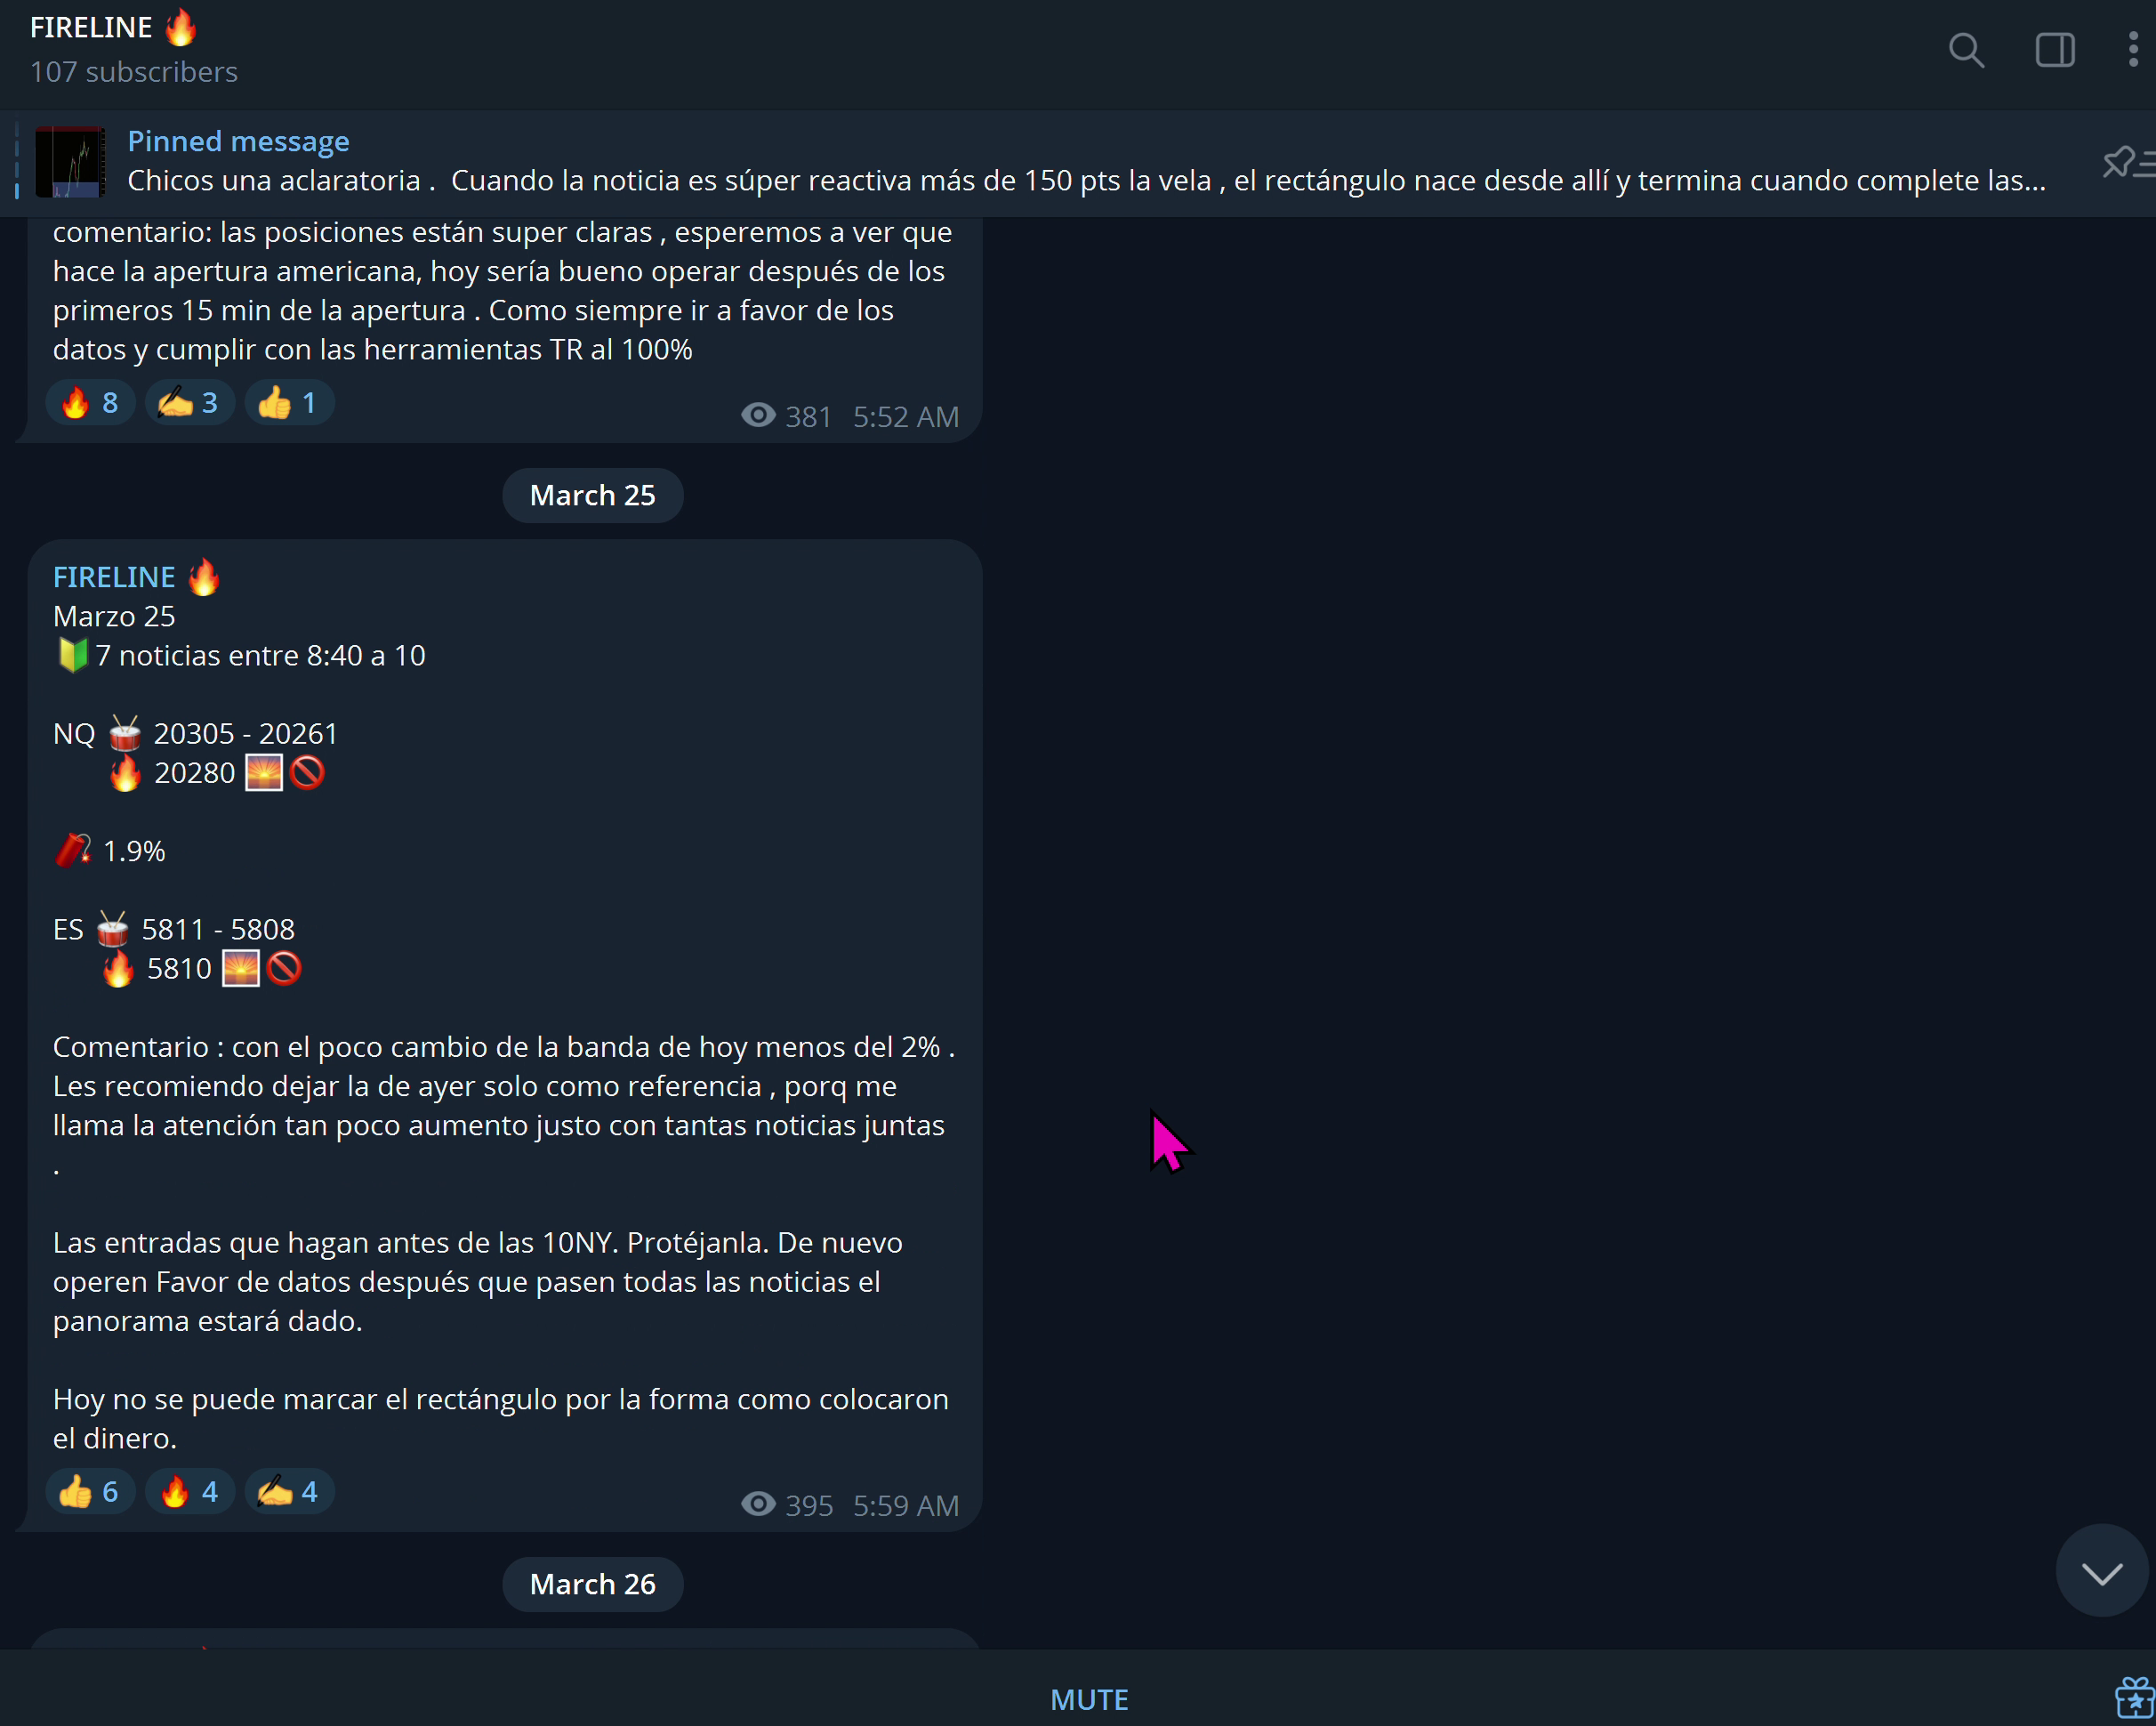 FIRELINE 🔥
107 subscribers
Pinned message
Chicos una aclaratoria .  Cuando la noticia es súper reactiva más de 150 pts la vela , el rectángulo nace desde allí y termina cuando complete las...
comentario: las posiciones están super claras , esperemos a ver que
hace la apertura americana, hoy sería bueno operar después de los
primeros 15 min de la apertura . Como siempre ir a favor de los
datos y cumplir con las herramientas TR al 100%
🔥 8 ✍️ 3 👍 1
381 5:52 AM
March 25
FIRELINE 🔥
Marzo 25
🔰7 noticias entre 8:40 a 10
NQ 🥁 20305 - 20261
🔥 20280 🌅🚫
🧨 1.9%
ES 🥁 5811 - 5808
🔥 5810 🌅🚫
Comentario : con el poco cambio de la banda de hoy menos del 2% .
Les recomiendo dejar la de ayer solo como referencia , porq me
llama la atención tan poco aumento justo con tantas noticias juntas
.
Las entradas que hagan antes de las 10NY. Protéjanla. De nuevo
operen Favor de datos después que pasen todas las noticias el
panorama estará dado.
Hoy no se puede marcar el rectángulo por la forma como colocaron
el dinero.
👍 6 🔥 4 ✍️ 4
395 5:59 AM
March 26
MUTE